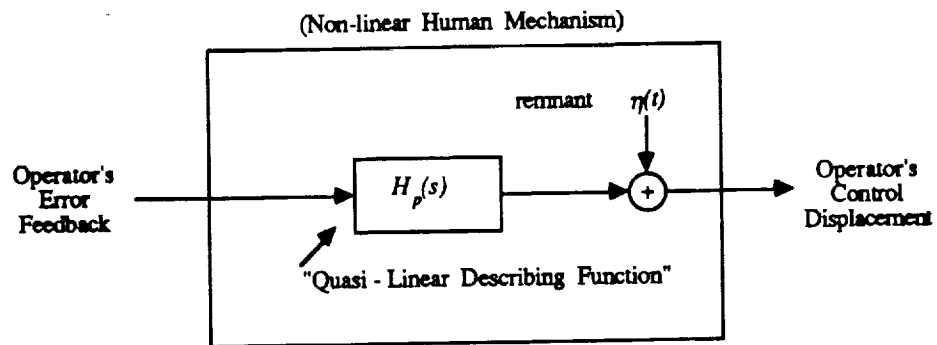 (Non-linear Human Mechanism)
remnant η(t)
Operator's
Error
Feedback
H_p(s)
+
Operator's
Control
Displacement
"Quasi - Linear Describing Function"